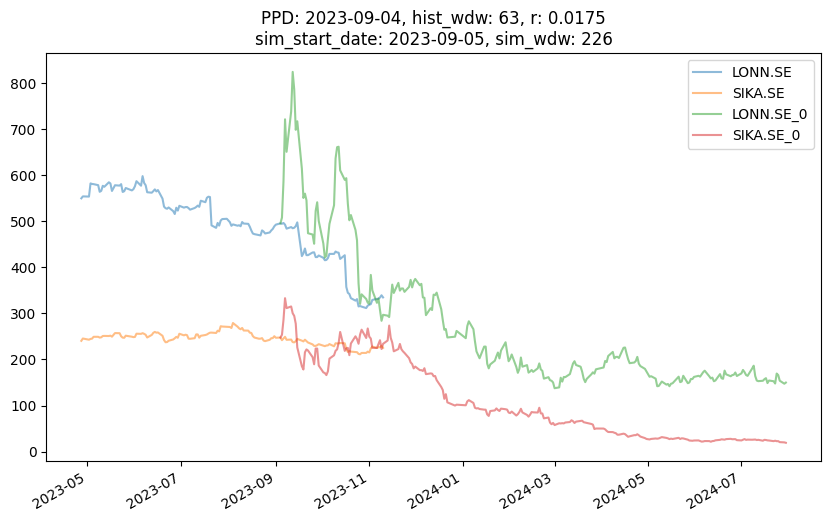 PPD: 2023-09-04, hist_wdw: 63, r: 0.0175
sim_start_date: 2023-09-05, sim_wdw: 226
LONN.SE
SIKA.SE
LONN.SE_0
SIKA.SE_0
800
700
600
500
400
300
200
100
0
2023-05
2023-07
2023-09
2023-11
2024-01
2024-03
2024-05
2024-07